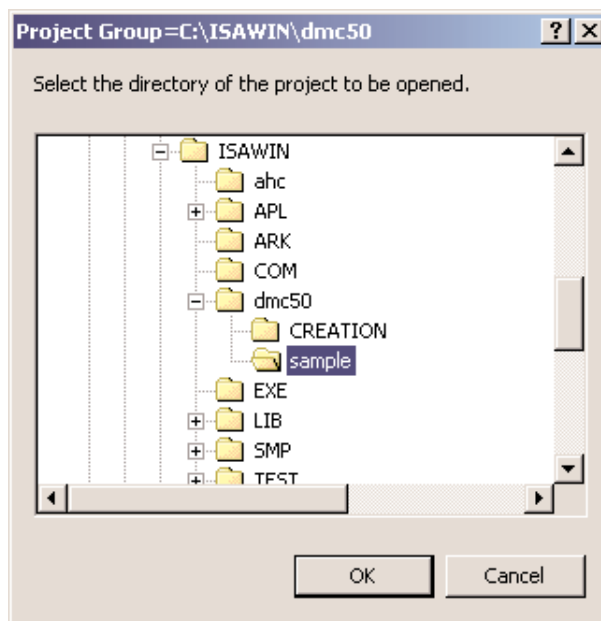 Project Group=C:\ISAWIN\dmc50
Select the directory of the project to be opened.
ISAWIN
ahc
APL
ARK
COM
dmc50
CREATION
sample
EXE
LIB
SMP
TEST
OK Cancel